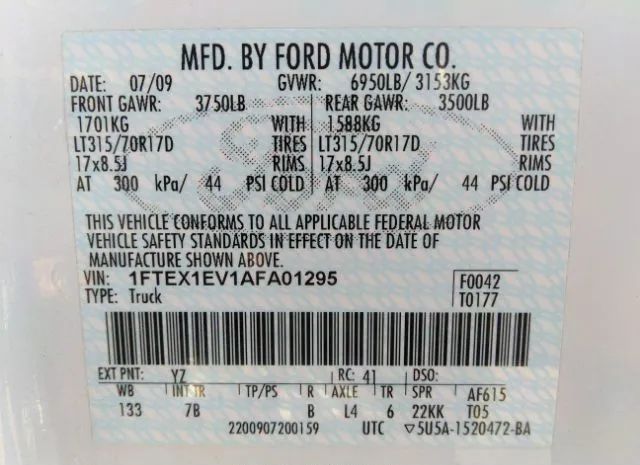 MFD. BY FORD MOTOR CO.
DATE: 07/09 GVWR: 6950LB/ 3153KG
FRONT GAWR: 3750LB REAR GAWR: 3500LB
1701KG WITH 1588KG WITH
LT315/70R17D TIRES LT315/70R17D TIRES
17x8.5J RIMS 17x8.5J RIMS
AT 300 kPa/ 44 PSI COLD AT 300 kPa/ 44 PSI COLD
THIS VEHICLE CONFORMS TO ALL APPLICABLE FEDERAL MOTOR
VEHICLE SAFETY STANDARDS IN EFFECT ON THE DATE OF
MANUFACTURE SHOWN ABOVE.
VIN: 1FTEX1EV1AFA01295 F0042
TYPE: Truck T0177
EXT PNT: YZ RC: 41 DSO:
WB INT TR TP/PS R AXLE TR SPR AF615
133 7B B L4 6 22KK T05
2200907200159 UTC ▽5U5A-1520472-BA